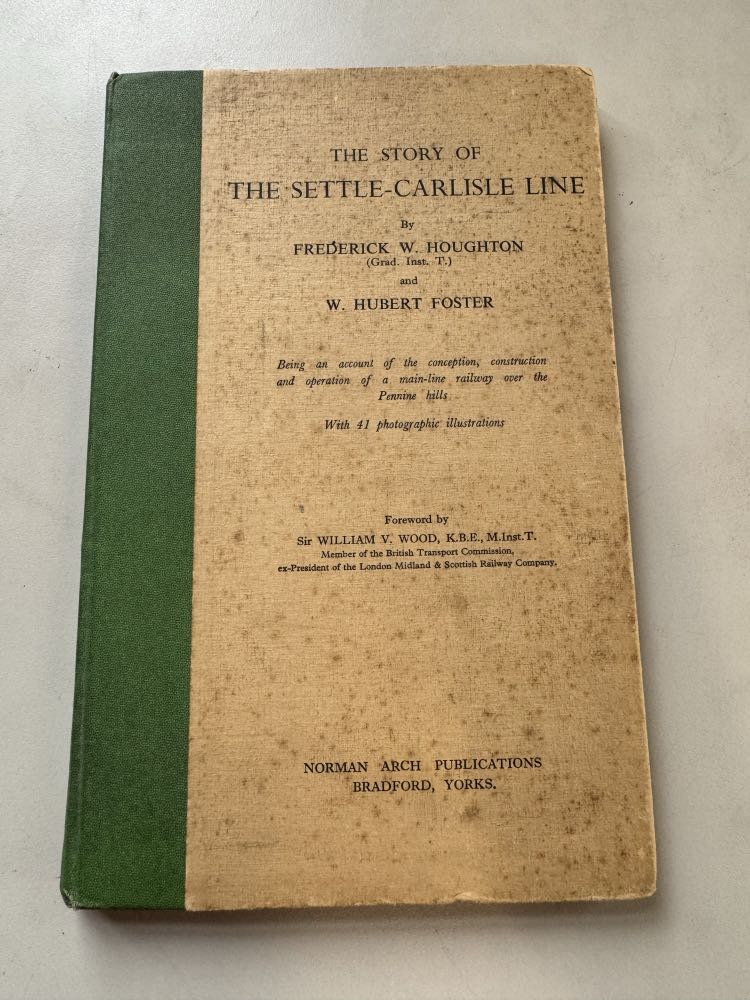 THE STORY OF
THE SETTLE-CARLISLE LINE
By
FREDERICK W. HOUGHTON
(Grad. Inst. T.)
and
W. HUBERT FOSTER
Being an account of the conception, construction
and operation of a main-line railway over the
Pennine hills
With 41 photographic illustrations
Foreword by
Sir WILLIAM V. WOOD, K.B.E., M.Inst.T.
Member of the British Transport Commission,
ex-President of the London Midland & Scottish Railway Company.
NORMAN ARCH PUBLICATIONS
BRADFORD, YORKS.